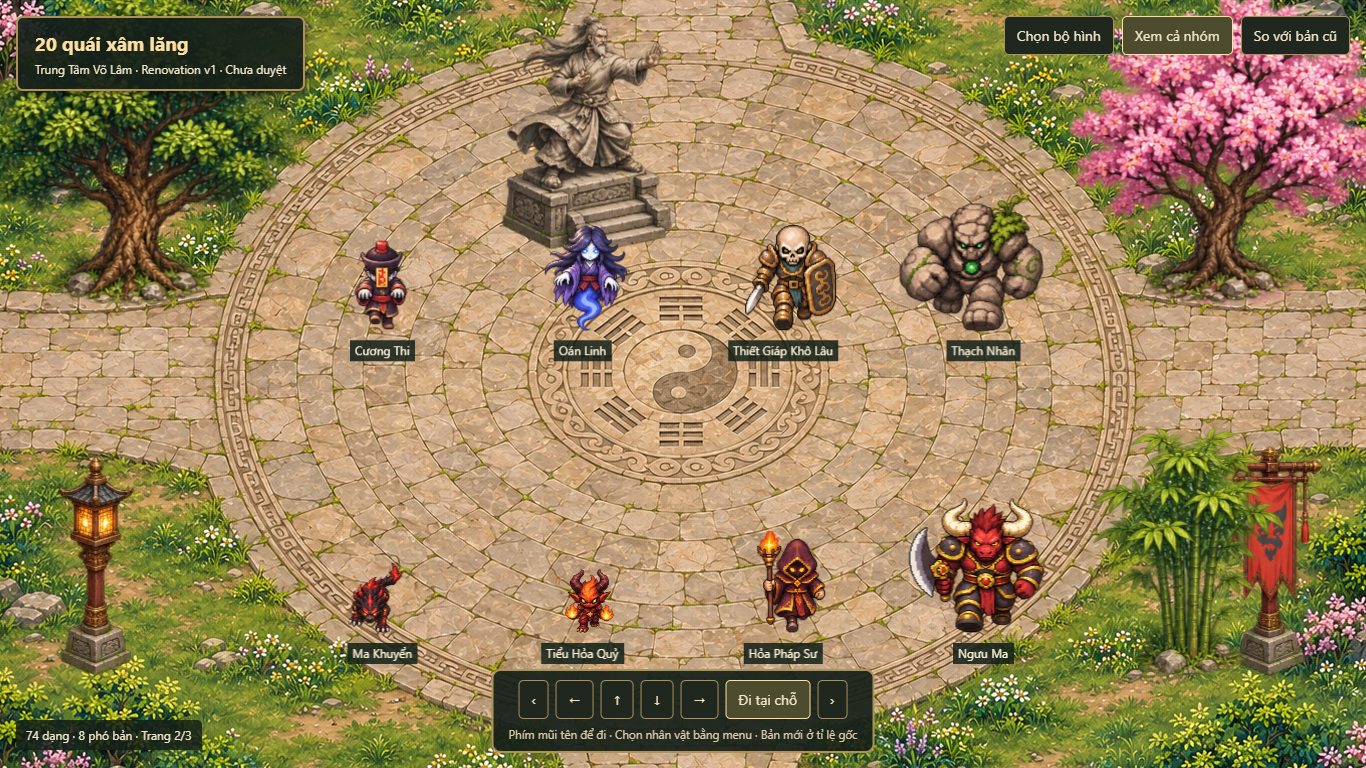 20 quái xâm lăng
Trung Tâm Võ Lâm · Renovation v1 · Chưa duyệt
Chọn bộ hình
Xem cả nhóm
So với bản cũ
Cương Thi
Oán Linh
Thiết Giáp Khô Lâu
Thạch Nhân
Ma Khuyển
Tiểu Hỏa Quỷ
Hỏa Pháp Sư
Ngưu Ma
‹ ← ↑ ↓ → Đi tại chỗ ›
Phím mũi tên để đi · Chọn nhân vật bằng menu · Bản mới ở tỉ lệ gốc
74 dạng · 8 phó bản · Trang 2/3